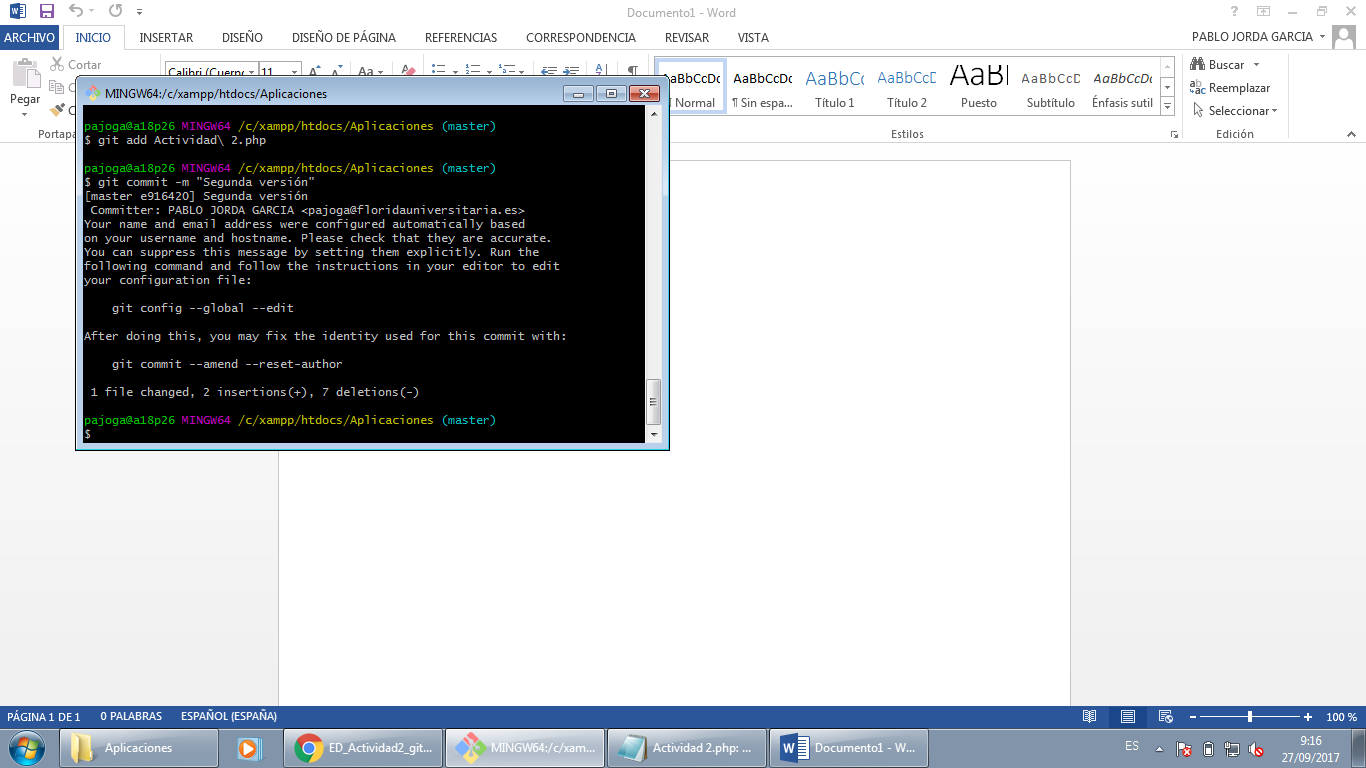 Documento1 - Word
ARCHIVO INICIO INSERTAR DISEÑO DISEÑO DE PÁGINA REFERENCIAS CORRESPONDENCIA REVISAR VISTA PABLO JORDA GARCIA
Cortar
Pegar
Portapa
Calibri (Cuerpo 11
AaBbCcDc AaBbCcDc AaBbCc AaBbCcD AaBl AaBbCcD AaBbCcDc
¶ Normal ¶ Sin espa... Título 1 Título 2 Puesto Subtítulo Énfasis sutil
Estilos
Buscar
Reemplazar
Seleccionar
Edición
MINGW64:/c/xampp/htdocs/Aplicaciones
pajoga@a18p26 MINGW64 /c/xampp/htdocs/Aplicaciones (master)
$ git add Actividad\ 2.php
pajoga@a18p26 MINGW64 /c/xampp/htdocs/Aplicaciones (master)
$ git commit -m "Segunda versión"
[master e916420] Segunda versión
Committer: PABLO JORDA GARCIA <pajoga@floridauniversitaria.es>
Your name and email address were configured automatically based
on your username and hostname. Please check that they are accurate.
You can suppress this message by setting them explicitly. Run the
following command and follow the instructions in your editor to edit
your configuration file:
git config --global --edit
After doing this, you may fix the identity used for this commit with:
git commit --amend --reset-author
1 file changed, 2 insertions(+), 7 deletions(-)
pajoga@a18p26 MINGW64 /c/xampp/htdocs/Aplicaciones (master)
$
PÁGINA 1 DE 1 0 PALABRAS ESPAÑOL (ESPAÑA) 100 %
Aplicaciones ED_Actividad2_git... MINGW64:/c/xam... Actividad 2.php: ... Documento1 - W... ES 9:16
27/09/2017